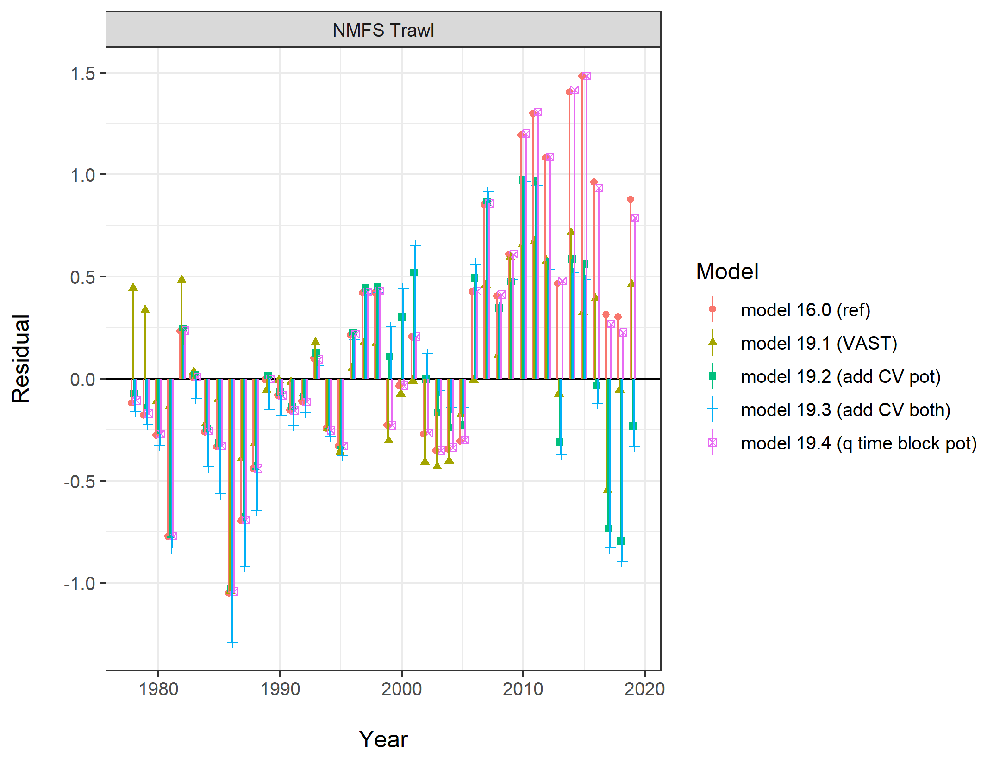 NMFS Trawl
1.5
1.0
0.5
0.0
-0.5
-1.0
Residual
1980 1990 2000 2010 2020
Year
Model
model 16.0 (ref)
model 19.1 (VAST)
model 19.2 (add CV pot)
model 19.3 (add CV both)
model 19.4 (q time block pot)